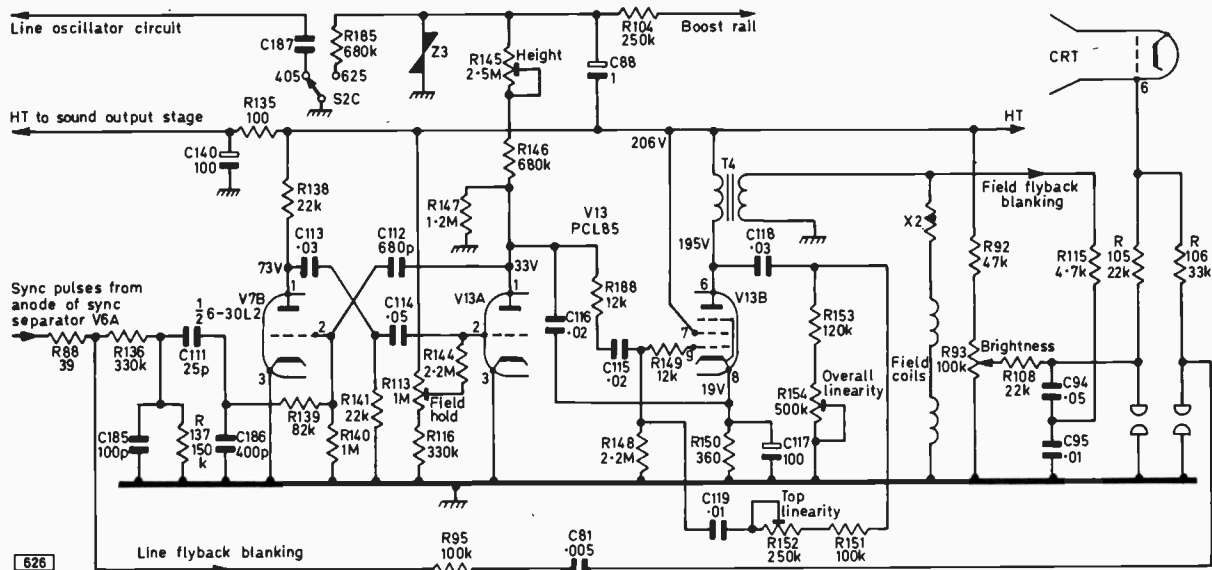 Line oscillator circuit
C187
R185
680k
405
625
S2C
Z3
R145
2·5M
Height
C88
1
R104
250k
Boost rail
CRT
6
HT to sound output stage
R135
100
C140
100
206V
HT
R138
22k
R146
680k
R147
1·2M
V13
PCL85
T4
Field flyback
blanking
X2
R92
47k
R115
4·7k
R
105
22k
R
106
33k
C113
·03
C112
680p
73V
33V
195V
C118
·03
Sync pulses from
anode of sync
separator V6A
1/2
6-30L2
V7B
1
2
3
C114
·05
V13A
1
2
3
R188
12k
C116
·02
C115
·02
R149
12k
V13B
6
7
9
8
19V
R153
120k
R154
500k
Overall
linearity
Field
coils
R93
100k
Brightness
R108
22k
C94
·05
C95
·01
R88
39
R136
330k
C111
25p
R144
2·2M
R113
1M
Field
hold
R139
82k
R141
22k
R140
1M
R116
330k
C185
100p
R
137
150
k
C186
400p
R148
2·2M
R150
360
C117
100
C119
·01
Top
linearity
R152
250k
R151
100k
626
Line flyback blanking
R95
100k
C81
·005